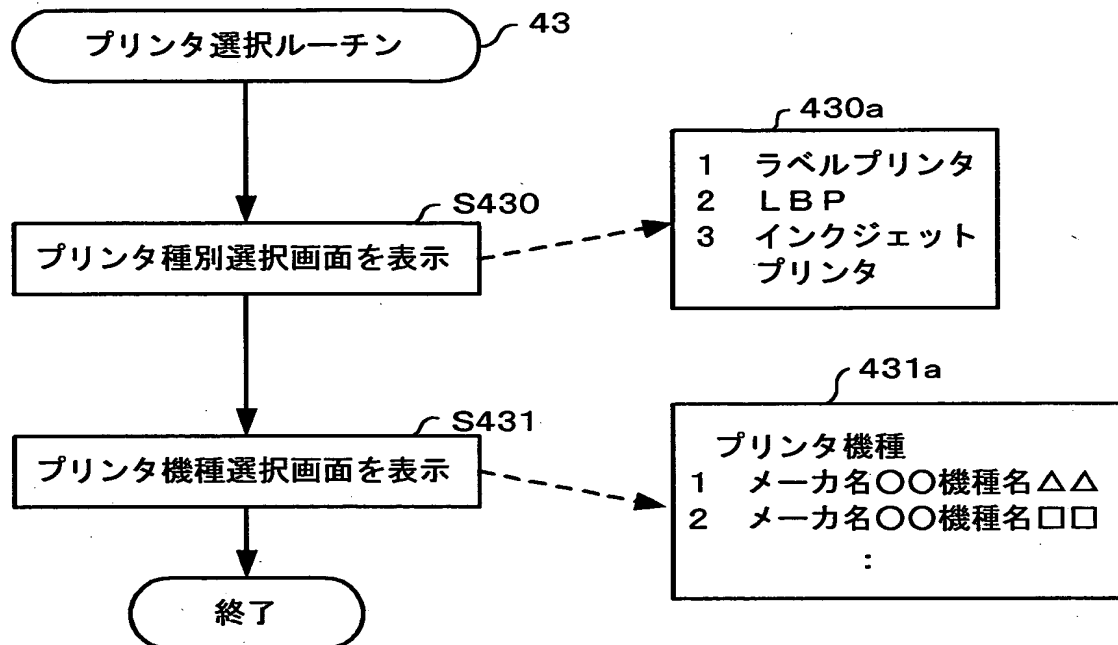 プリンタ選択ルーチン
43
430a
1 ラベルプリンタ
2 ＬＢＰ
3 インクジェット
プリンタ
S430
プリンタ種別選択画面を表示
431a
プリンタ機種
1 メーカ名○○機種名△△
2 メーカ名○○機種名□□
:
S431
プリンタ機種選択画面を表示
終了